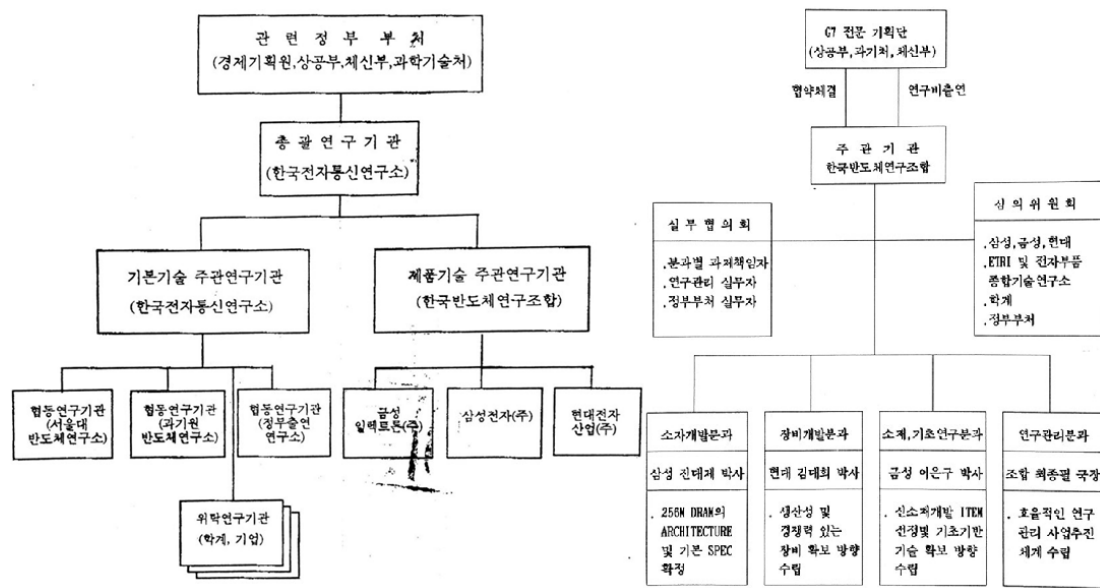 관 련 정 부 부 처
(경제기획원,상공부,체신부,과학기술처)
총 괄 연 구 기 관
(한국전자통신연구소)
기본기술 주관연구기관
(한국전자통신연구소)
제품기술 주관연구기관
(한국반도체연구조합)
협동연구기관
(서울대
반도체연구소)
협동연구기관
(과기원
반도체연구소)
협동연구기관
(정부출연
연구소)
금성
일렉트론(주)
삼성전자(주)
현대전자
산업(주)
위탁연구기관
(학계, 기업)
G7 전문 기획단
(상공부,과기처,체신부)
협약체결
연구비출연
주 관 기 관
한국반도체연구조합
실 무 협 의 회
.분과별 과제책임자
.연구관리 실무자
.정부부처 실무자
심 의 위 원 회
.삼성,금성,현대
.ETRI 및 전자부품
종합기술연구소
.학계
.정부부처
소자개발분과
삼성 진대제 박사
. 256M DRAM의
ARCHITECTURE
및 기본 SPEC
확정
장비개발분과
현대 김대희 박사
. 생산성 및
경쟁력 있는
장비 확보 방향
수립
소재,기초연구분과
금성 이은구 박사
. 신소재개발 ITEM
선정및 기초기반
기술 확보 방향
수립
연구관리분과
조합 최종필 국장
. 효율적인 연구
관리 사업추진
체계 수립